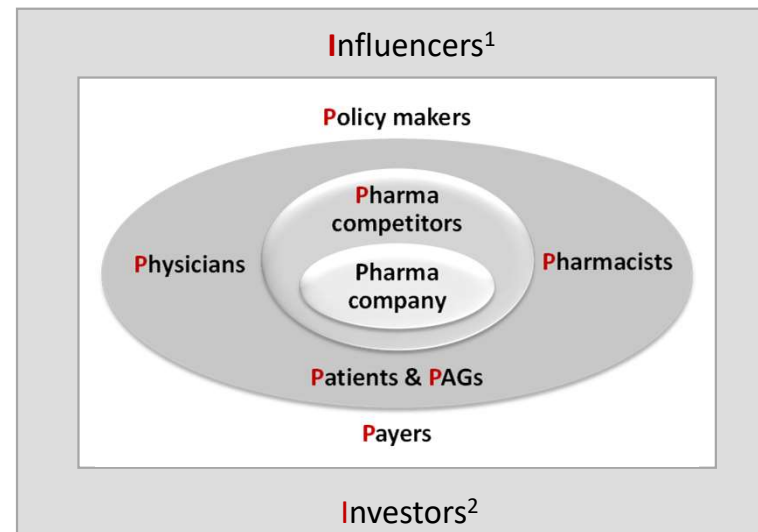 Influencers¹
Policy makers
Pharma
competitors
Physicians
Pharmacists
Pharma
company
Patients & PAGs
Payers
Investors²